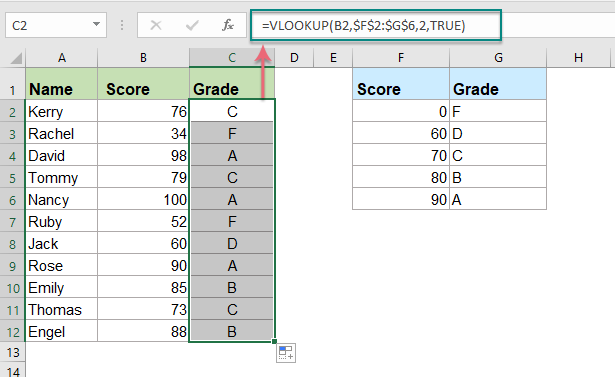 C2 fx =VLOOKUP(B2,$F$2:$G$6,2,TRUE)
A B C D E F G H
1 Name Score Grade Score Grade
2 Kerry 76 C 0 F
3 Rachel 34 F 60 D
4 David 98 A 70 C
5 Tommy 79 C 80 B
6 Nancy 100 A 90 A
7 Ruby 52 F
8 Jack 60 D
9 Rose 90 A
10 Emily 85 B
11 Thomas 73 C
12 Engel 88 B
13
14